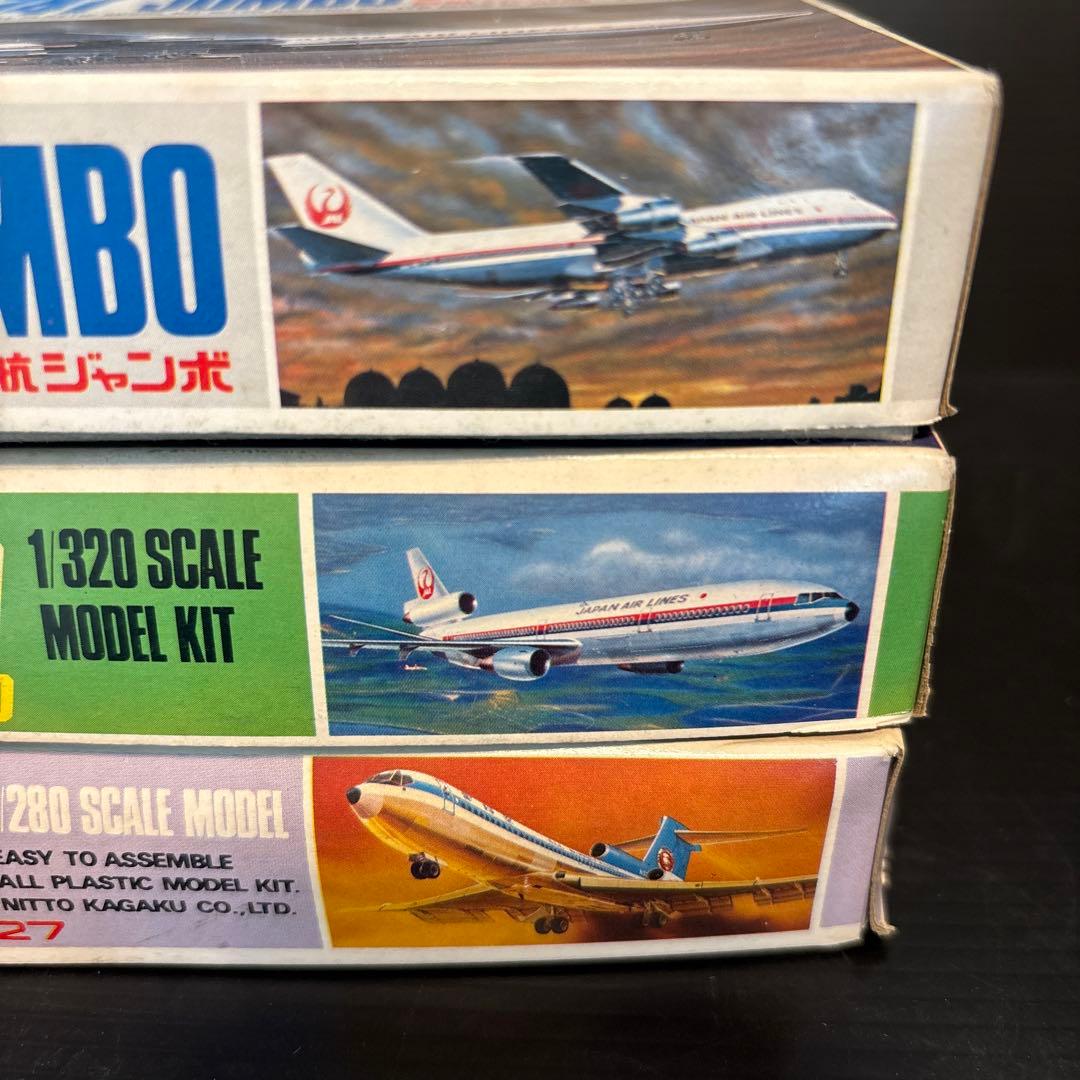 MBO
航ジャンボ
JAL
JAPAN AIR LINES
1/320 SCALE
MODEL KIT
JAPAN AIR LINES
/280 SCALE MODEL
EASY TO ASSEMBLE
ALL PLASTIC MODEL KIT.
NITTO KAGAKU CO.,LTD.
27